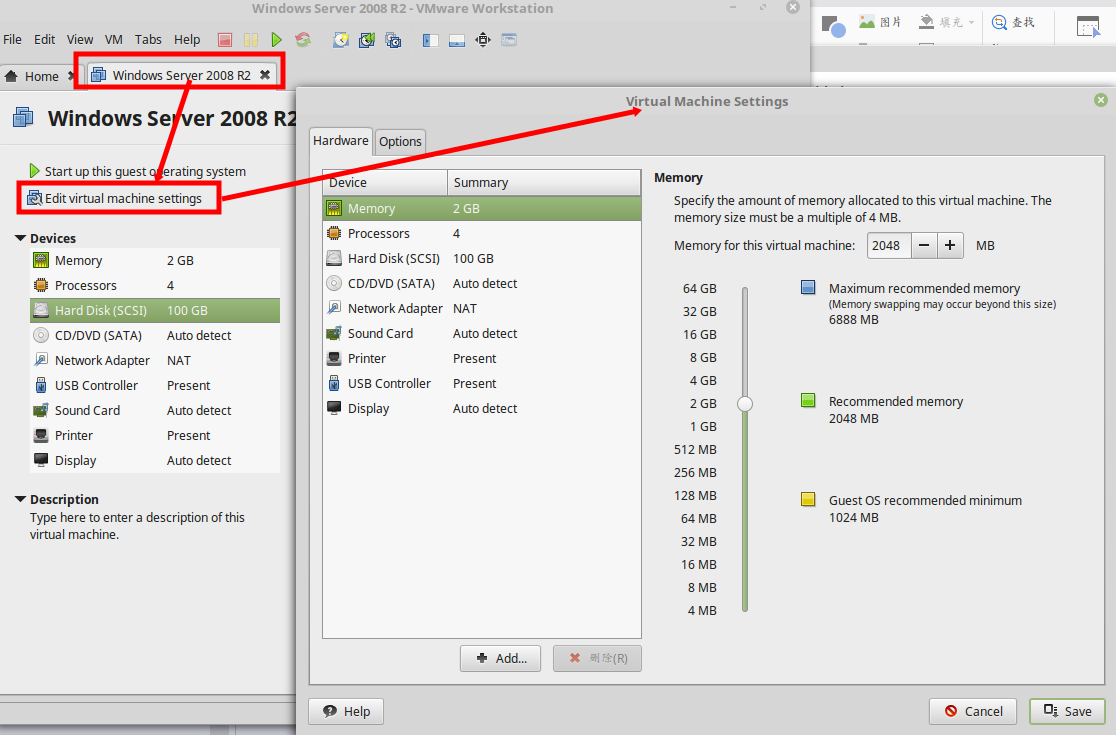 Windows Server 2008 R2 - VMware Workstation
File Edit View VM Tabs Help
图片
填充
查找
Home
Windows Server 2008 R2
Windows Server 2008 R2
Start up this guest operating system
Edit virtual machine settings
Devices
Memory 2 GB
Processors 4
Hard Disk (SCSI) 100 GB
CD/DVD (SATA) Auto detect
Network Adapter NAT
USB Controller Present
Sound Card Auto detect
Printer Present
Display Auto detect
Description
Type here to enter a description of this
virtual machine.
Virtual Machine Settings
Hardware Options
Device Summary
Memory 2 GB
Processors 4
Hard Disk (SCSI) 100 GB
CD/DVD (SATA) Auto detect
Network Adapter NAT
Sound Card Auto detect
Printer Present
USB Controller Present
Display Auto detect
Add...
删除(R)
Memory
Specify the amount of memory allocated to this virtual machine. The
memory size must be a multiple of 4 MB.
Memory for this virtual machine: 2048 MB
64 GB
32 GB
16 GB
8 GB
4 GB
2 GB
1 GB
512 MB
256 MB
128 MB
64 MB
32 MB
16 MB
8 MB
4 MB
Maximum recommended memory
(Memory swapping may occur beyond this size)
6888 MB
Recommended memory
2048 MB
Guest OS recommended minimum
1024 MB
Help
Cancel
Save